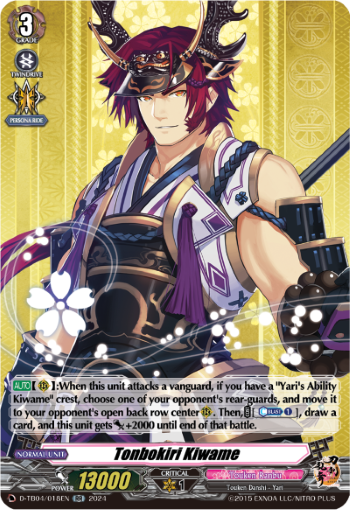 3
GRADE
TWINDRIVE
PERSONA RIDE
AUTO [ ]:When this unit attacks a vanguard, if you have a "Yari's Ability
Kiwame" crest, choose one of your opponent's rear-guards, and move it
to your opponent's open back row center . Then, [ BLAST 1 ], draw a
card, and this unit gets +2000 until end of that battle.
Tonbokiri Kiwame
NORMAL UNIT
POWER 13000
CRITICAL
1
Touken Ranbu
Touken Danshi - Yari
D-TB04/018EN 2024
©2015 EXNOA LLC/NITRO PLUS